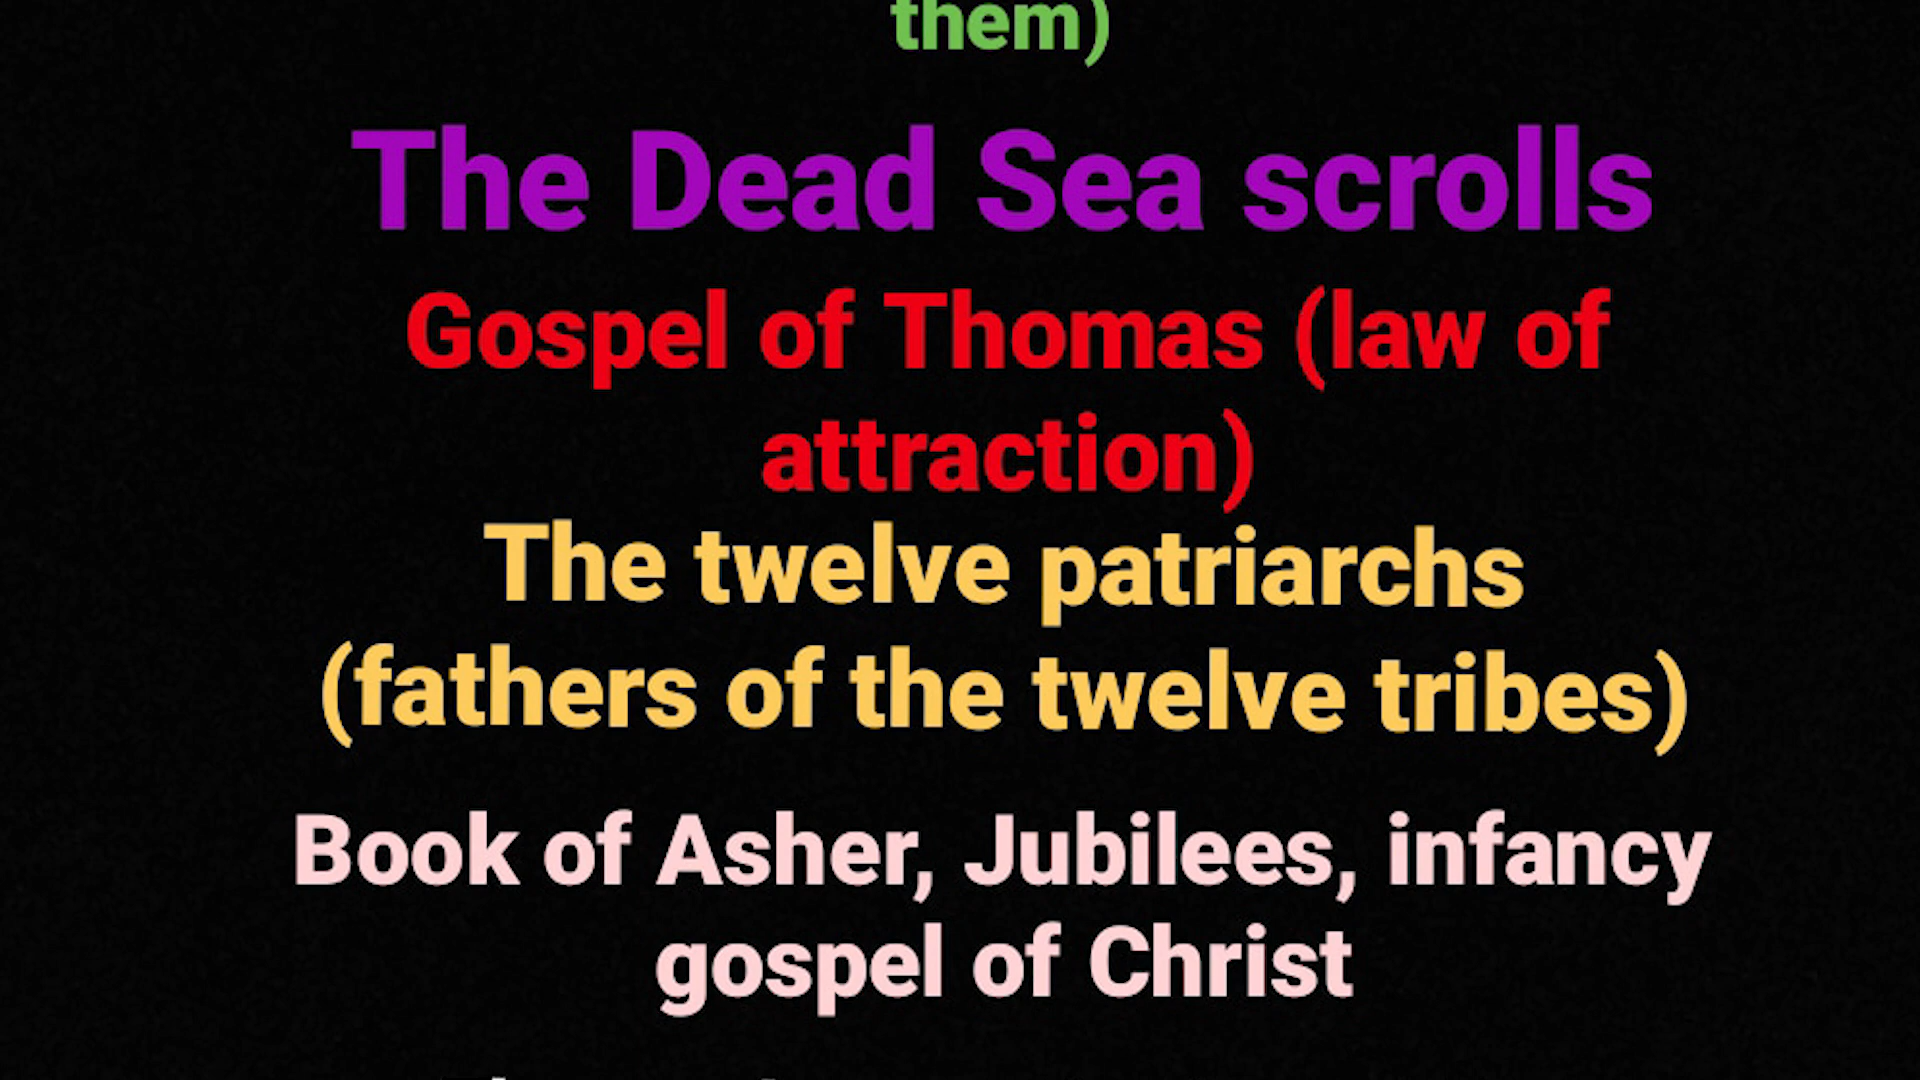 them)
The Dead Sea scrolls
Gospel of Thomas (law of
attraction)
The twelve patriarchs
(fathers of the twelve tribes)
Book of Asher, Jubilees, infancy
gospel of Christ